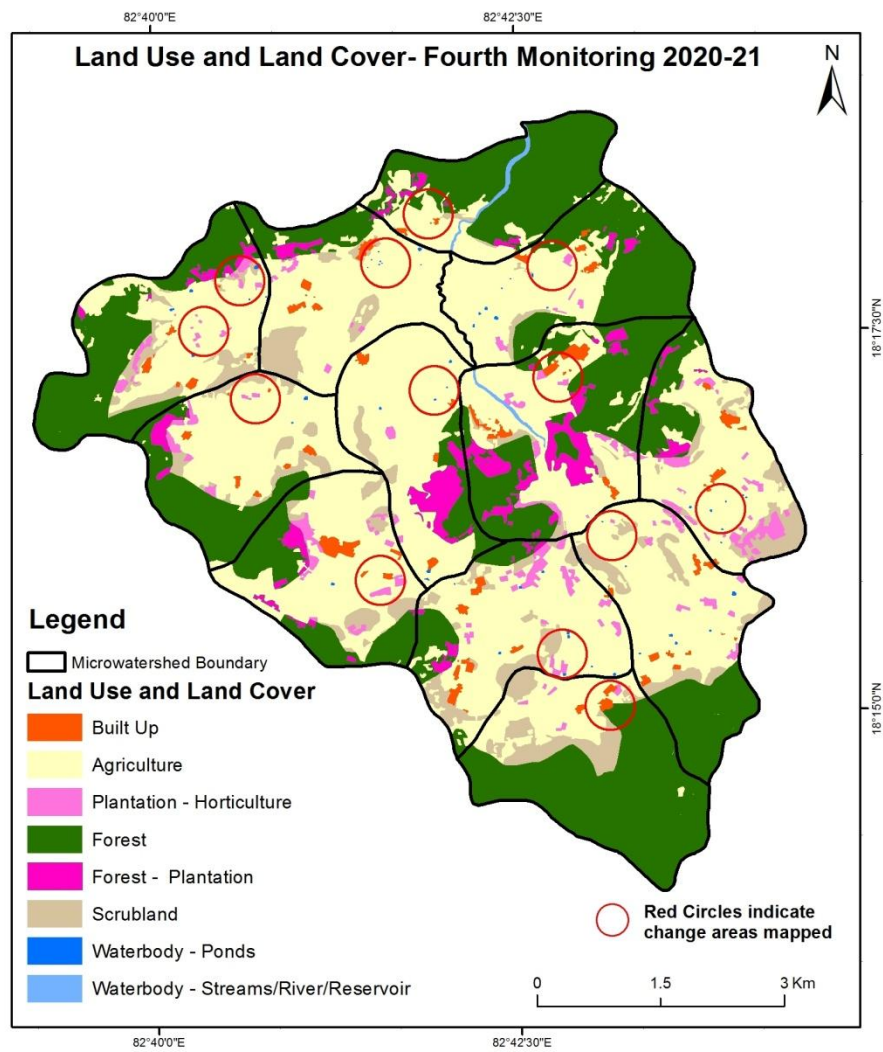 82°40'0"E
82°42'30"E
Land Use and Land Cover- Fourth Monitoring 2020-21
N
18°17'30"N
18°15'0"N
Legend
Microwatershed Boundary
Land Use and Land Cover
Built Up
Agriculture
Plantation - Horticulture
Forest
Forest - Plantation
Scrubland
Waterbody - Ponds
Waterbody - Streams/River/Reservoir
Red Circles indicate
change areas mapped
0 1.5 3 Km
82°40'0"E
82°42'30"E